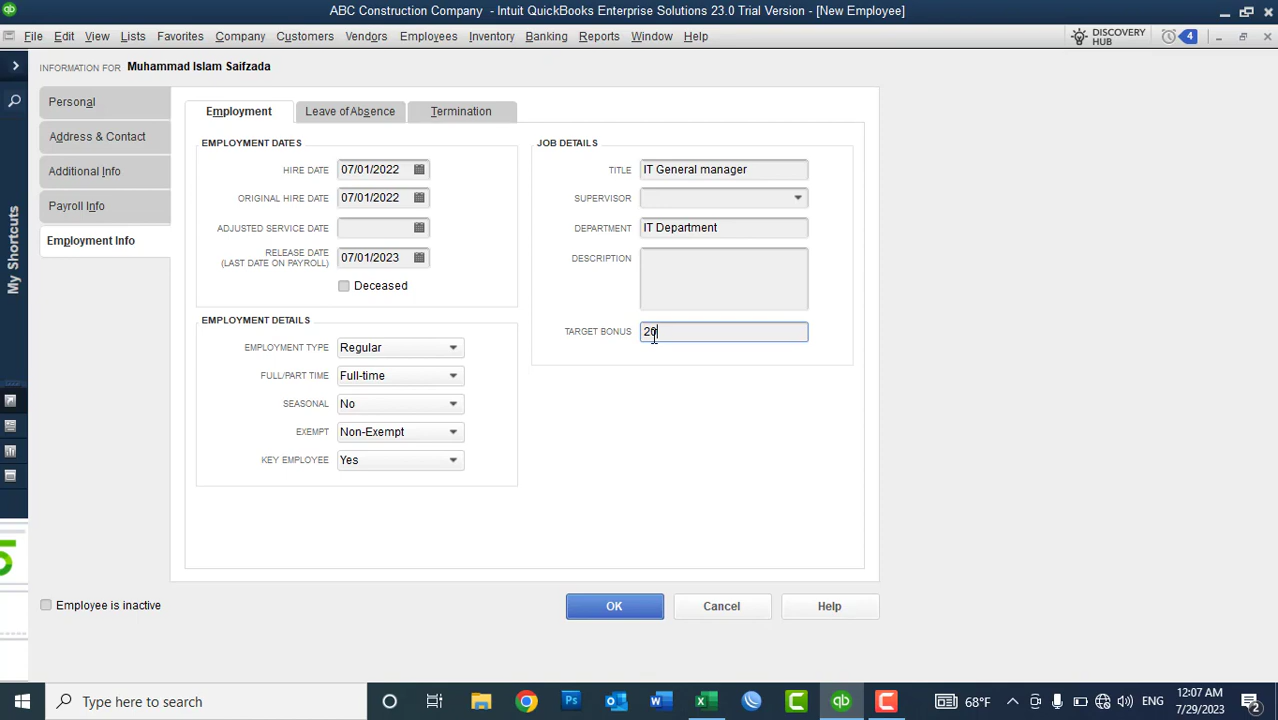 ABC Construction Company - Intuit QuickBooks Enterprise Solutions 23.0 Trial Version - [New Employee]
File Edit View Lists Favorites Company Customers Vendors Employees Inventory Banking Reports Window Help
DISCOVERY HUB 4
INFORMATION FOR Muhammad Islam Saifzada
My Shortcuts
Personal
Address & Contact
Additional Info
Payroll Info
Employment Info
Employment Leave of Absence Termination
EMPLOYMENT DATES
HIRE DATE 07/01/2022
ORIGINAL HIRE DATE 07/01/2022
ADJUSTED SERVICE DATE
RELEASE DATE
(LAST DATE ON PAYROLL) 07/01/2023
Deceased
EMPLOYMENT DETAILS
EMPLOYMENT TYPE Regular
FULL/PART TIME Full-time
SEASONAL No
EXEMPT Non-Exempt
KEY EMPLOYEE Yes
JOB DETAILS
TITLE IT General manager
SUPERVISOR
DEPARTMENT IT Department
DESCRIPTION
TARGET BONUS 20
Employee is inactive
OK Cancel Help
Type here to search
68°F ENG 12:07 AM
7/29/2023 2